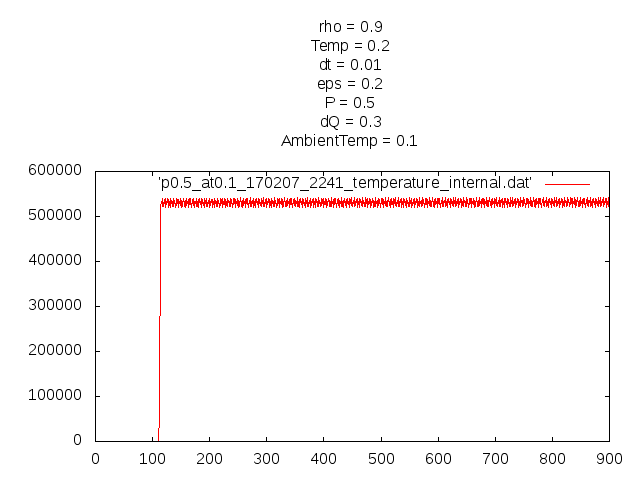 rho = 0.9
Temp = 0.2
dt = 0.01
eps = 0.2
P = 0.5
dQ = 0.3
AmbientTemp = 0.1
600000
'p0.5_at0.1_170207_2241_temperature_internal.dat'
500000
400000
300000
200000
100000
0
0 100 200 300 400 500 600 700 800 900